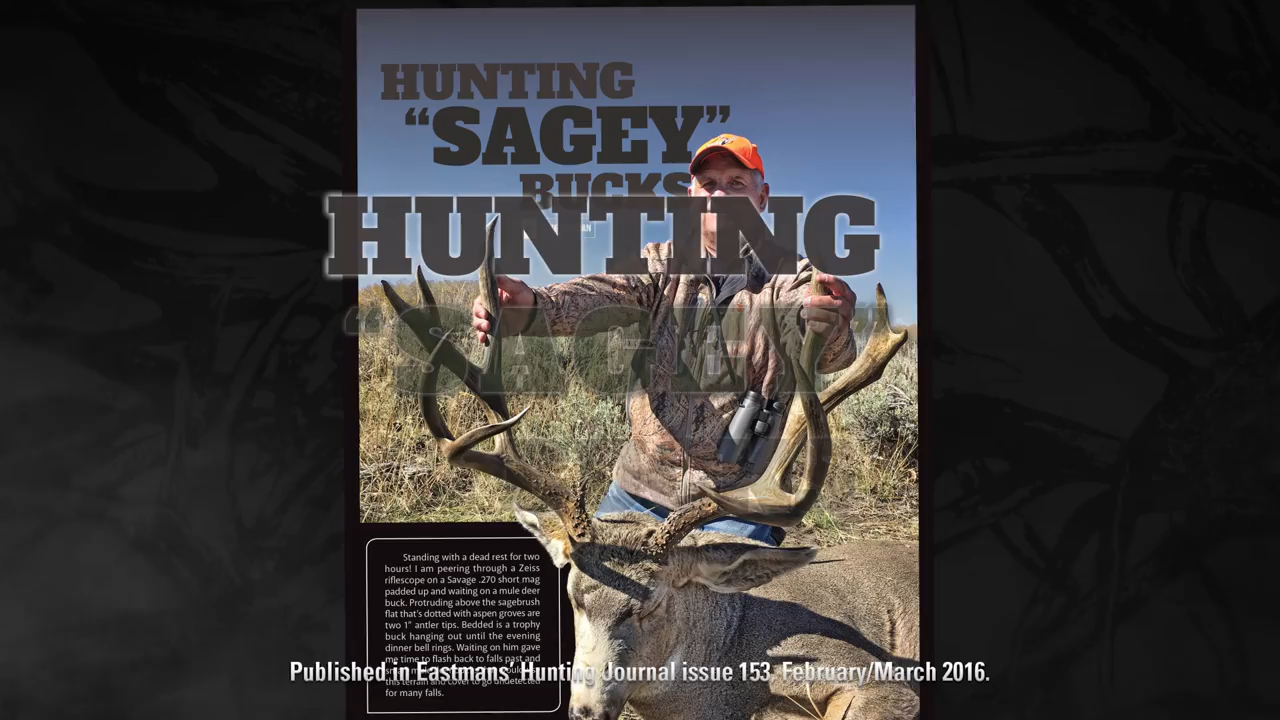 HUNTING
“SAGEY”
BUCKS
HUNTING
“SAGEY”
Standing with a dead rest for two
hours! I am peering through a Zeiss
riflescope on a Savage .270 short mag
padded up and waiting on a mule deer
buck. Protruding above the sagebrush
flat that’s dotted with aspen groves are
two 1” antler tips. Bedded is a trophy
buck hanging out until the evening
dinner bell rings. Waiting on him gave
me time to flash back to falls past and
this terrain and cover to go undetected
for many falls.
Published in Eastmans’ Hunting Journal issue 153, February/March 2016.